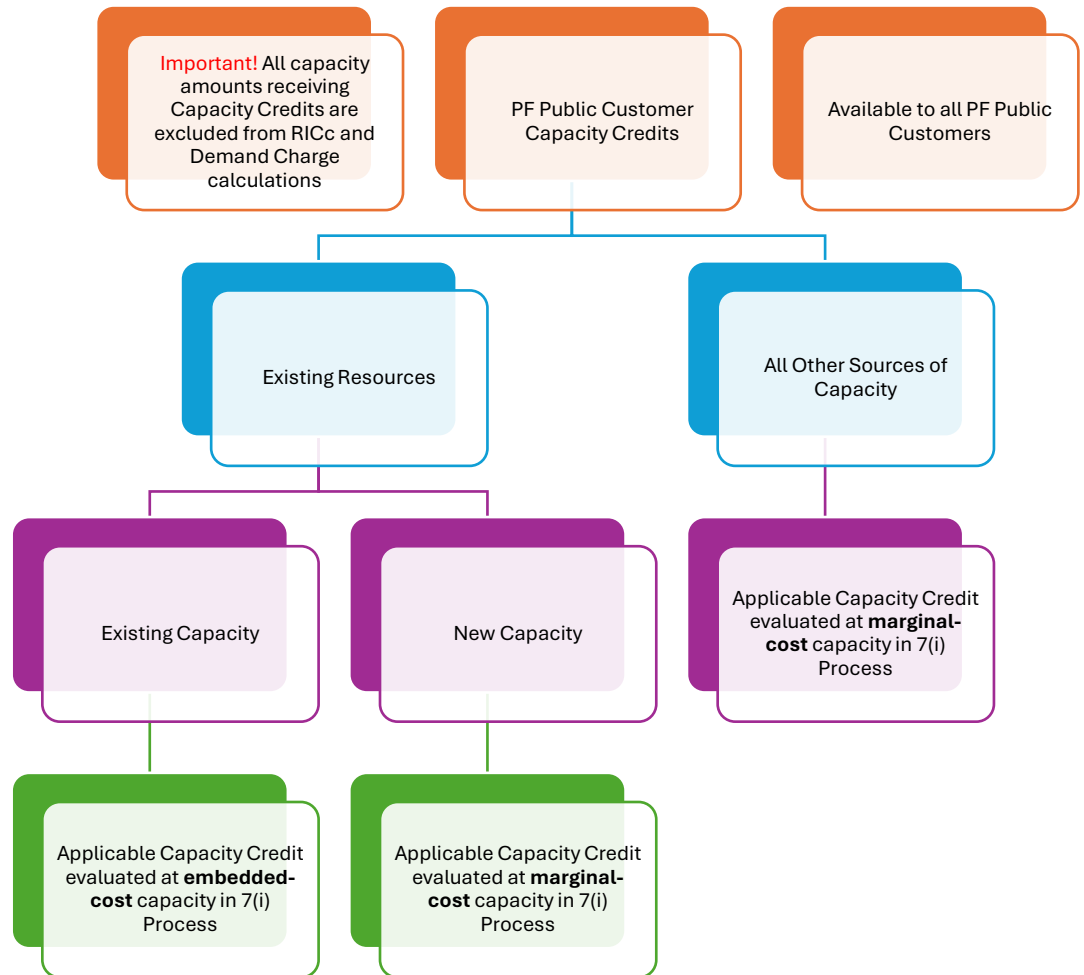 Important! All capacity
amounts receiving
Capacity Credits are
excluded from RICc and
Demand Charge
calculations
PF Public Customer
Capacity Credits
Available to all PF Public
Customers
Existing Resources
All Other Sources of
Capacity
Existing Capacity
New Capacity
Applicable Capacity Credit
evaluated at marginal-
cost capacity in 7(i)
Process
Applicable Capacity Credit
evaluated at embedded-
cost capacity in 7(i)
Process
Applicable Capacity Credit
evaluated at marginal-
cost capacity in 7(i)
Process